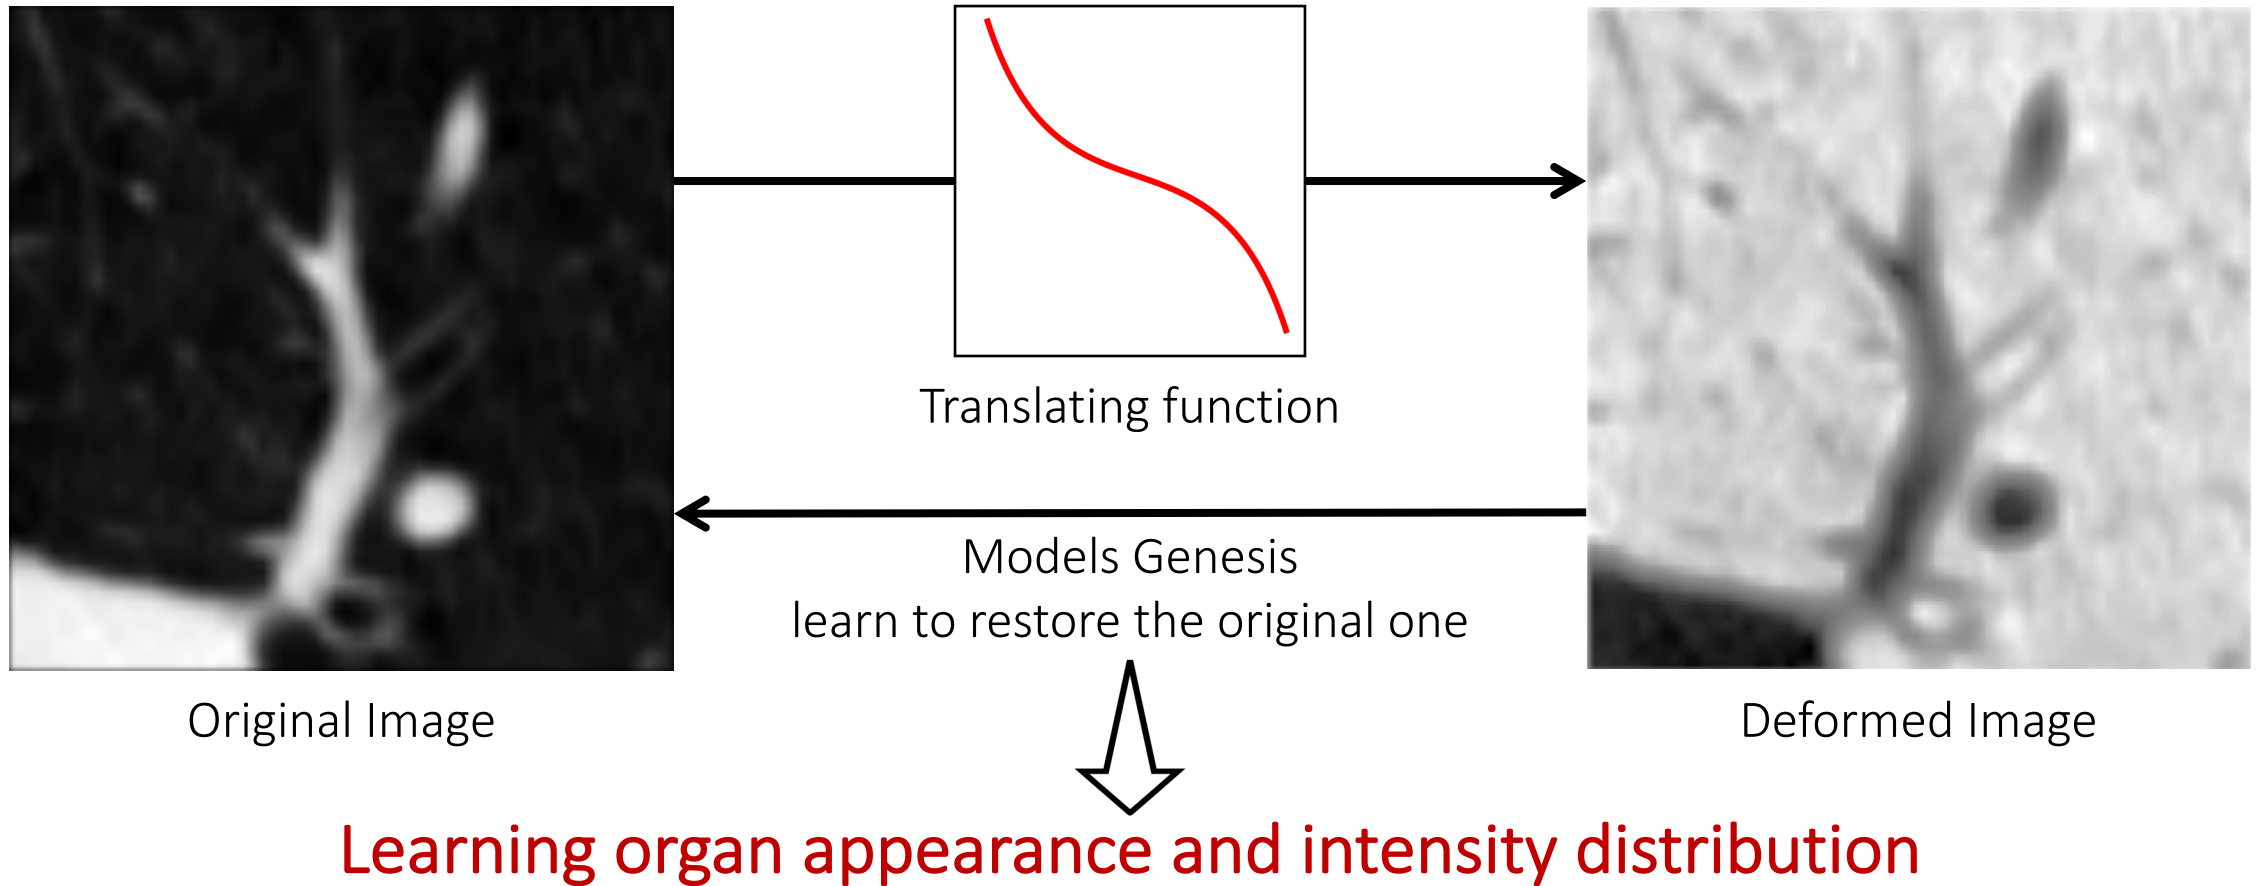 Translating function
Models Genesis
learn to restore the original one
Original Image
Deformed Image
Learning organ appearance and intensity distribution